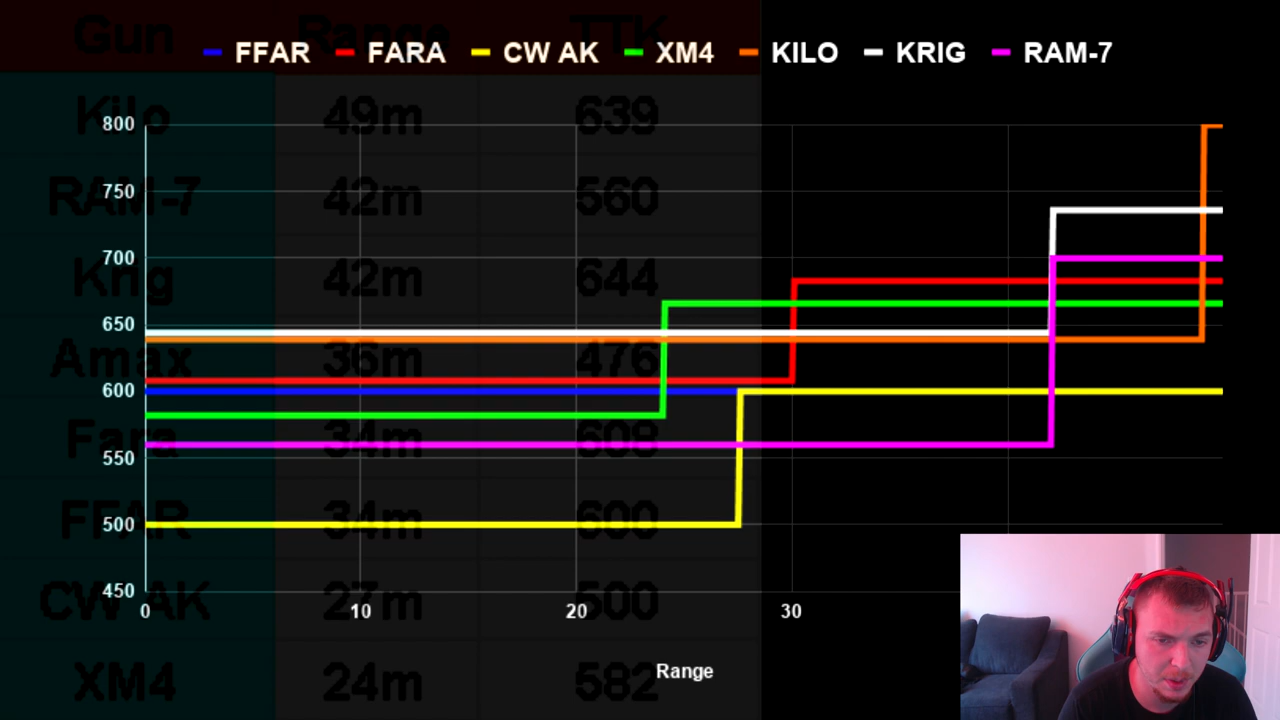 Gun Range TTK
FFAR FARA CW AK XM4 KILO KRIG RAM-7
Kilo 49m 639
800
RAM-7 42m 560
750
700
Krig 42m 644
650
Amax 36m 476
600
Fara 34m 608
550
FFAR 34m 600
500
CW AK 27m 500
450
0 10 20 30
XM4 24m 582
Range